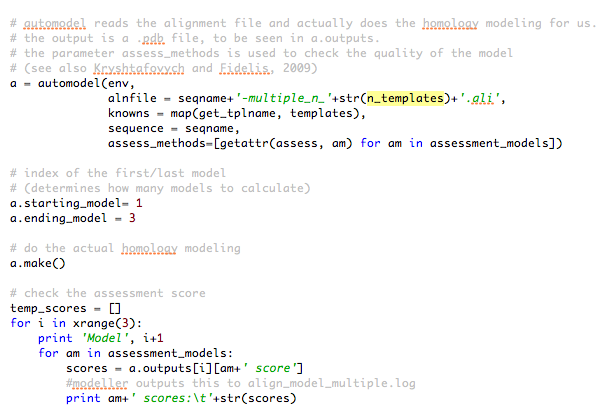 # automodel reads the alignment file and actually does the homology modeling for us.
# the output is a .pdb file, to be seen in a.outputs.
# the parameter assess_methods is used to check the quality of the model
# (see also Kryshtafovych and Fidelis, 2009)
a = automodel(env,
              alnfile = seqname+'-multiple_n_'+str(n_templates)+'.ali',
              knowns = map(get_tplname, templates),
              sequence = seqname,
              assess_methods=[getattr(assess, am) for am in assessment_models])

# index of the first/last model
# (determines how many models to calculate)
a.starting_model= 1
a.ending_model = 3

# do the actual homology modeling
a.make()

# check the assessment score
temp_scores = []
for i in xrange(3):
    print 'Model', i+1
    for am in assessment_models:
        scores = a.outputs[i][am+' score']
        #modeller outputs this to align_model_multiple.log
        print am+' scores:\t'+str(scores)